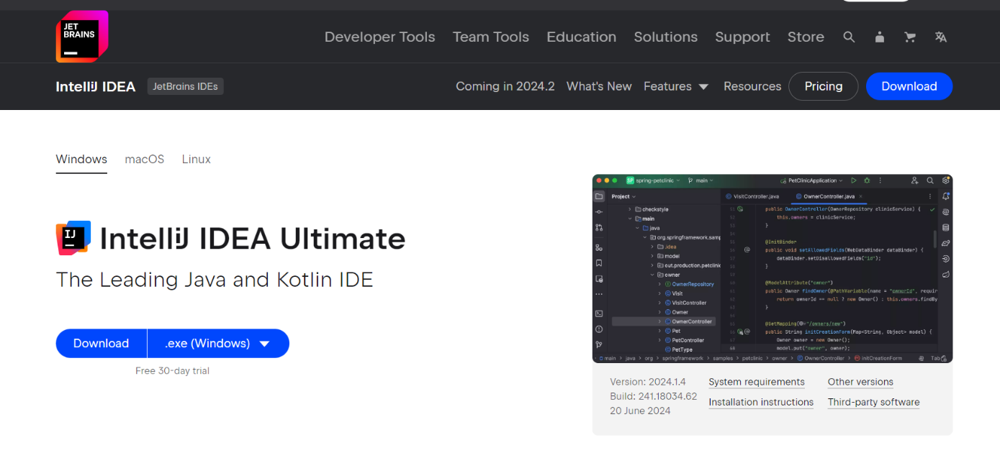 JET
BRAINS
Developer Tools Team Tools Education Solutions Support Store
IntelliJ IDEA JetBrains IDEs Coming in 2024.2 What's New Features Resources Pricing Download
Windows macOS Linux
IJ IntelliJ IDEA Ultimate
The Leading Java and Kotlin IDE
Download .exe (Windows)
Free 30-day trial
SP spring-petclinic main PetClinicApplication
Project VisitController.java OwnerController.java
checkstyle
main
java
org.springframework.samp
.idea
model
out.production.petclinic
owner
OwnerRepository
Visit
VisitController
Owner
OwnerController
Pet
PetController
PetType
public OwnerController(OwnerRepository clinicService) {
this.owners = clinicService;
}
@InitBinder
public void setAllowedFields(WebDataBinder dataBinder) {
dataBinder.setDisallowedFields("id");
}
@ModelAttribute("owner")
public Owner findOwner(@PathVariable(name = "ownerId", requir
return ownerId == null ? new Owner() : this.owners.findBy
}
@GetMapping("/owners/new")
public String initCreationForm(Map<String, Object> model) {
Owner owner = new Owner();
model.put("owner", owner);
main > java > org > springframework > samples > petclinic > owner > OwnerController > initCreationForm Tab
Version: 2024.1.4 System requirements Other versions
Build: 241.18034.62 Installation instructions Third-party software
20 June 2024